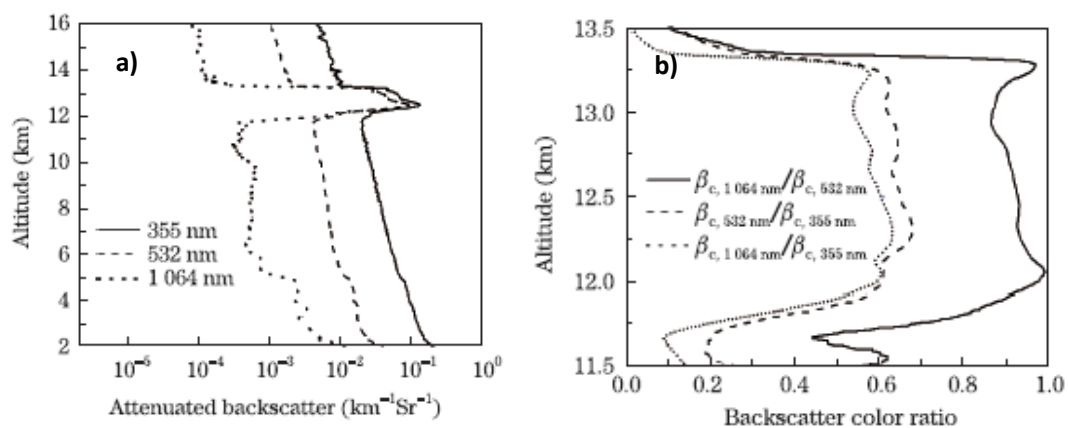 a)
16
14
12
10
8
6
4
2
Altitude (km)
355 nm
532 nm
1 064 nm
10⁻⁵
10⁻⁴
10⁻³
10⁻²
10⁻¹
10⁰
Attenuated backscatter (km⁻¹Sr⁻¹)
b)
13.5
13.0
12.5
12.0
11.5
Altitude (km)
β_c, 1 064 nm/β_c, 532 nm
β_c, 532 nm/β_c, 355 nm
β_c, 1 064 nm/β_c, 355 nm
0.0
0.2
0.4
0.6
0.8
1.0
Backscatter color ratio